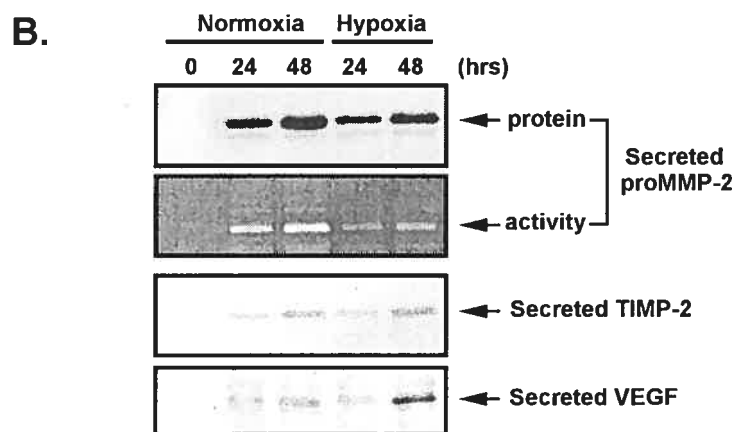 B.
Normoxia Hypoxia
0 24 48 24 48 (hrs)
protein
Secreted
proMMP-2
activity
Secreted TIMP-2
Secreted VEGF